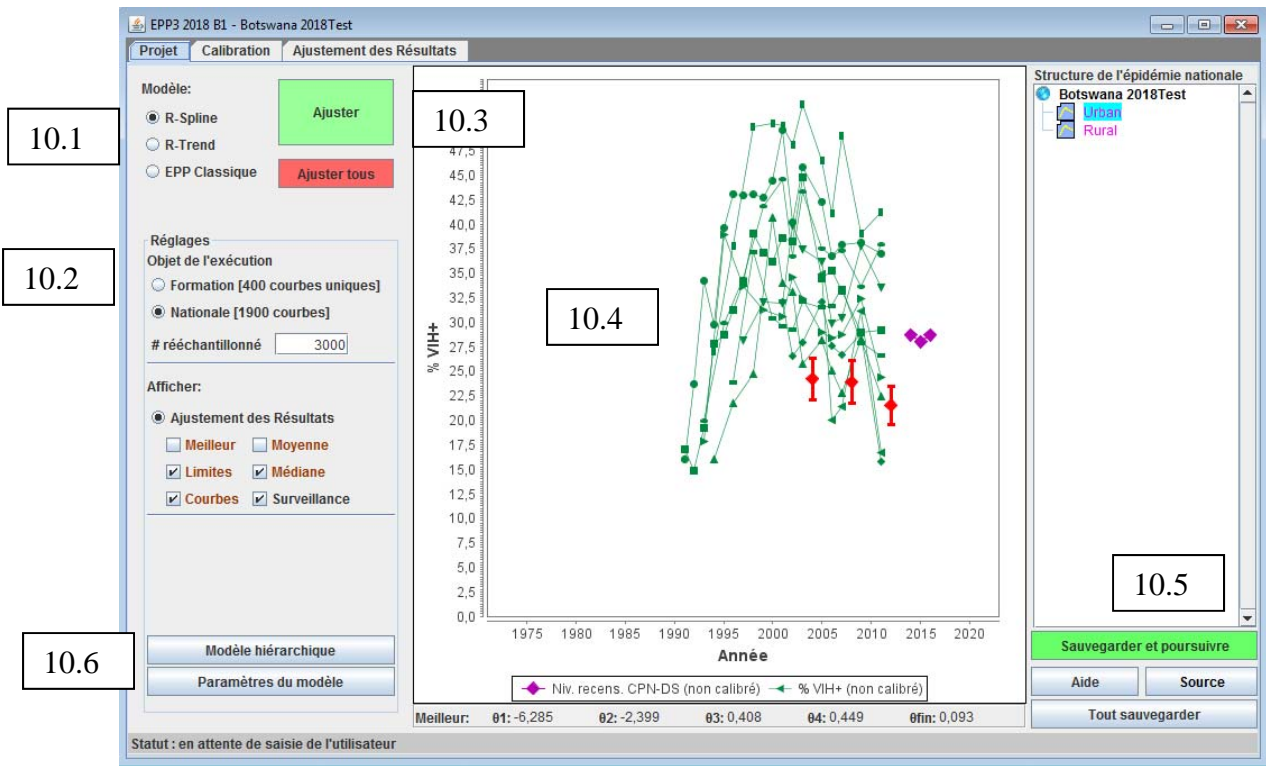 EPP3 2018 B1 - Botswana 2018Test
Projet Calibration Ajustement des Résultats
Modèle:
R-Spline
R-Trend
EPP Classique
Ajuster
Ajuster tous
10.1
10.2
10.3
10.4
10.5
10.6
Réglages
Objet de l'exécution
Formation [400 courbes uniques]
Nationale [1900 courbes]
# rééchantillonné 3000
Afficher:
Ajustement des Résultats
Meilleur Moyenne
Limites Médiane
Courbes Surveillance
Modèle hiérarchique
Paramètres du modèle
% VIH+
47,5
45,0
42,5
40,0
37,5
35,0
32,5
30,0
27,5
25,0
22,5
20,0
17,5
15,0
12,5
10,0
7,5
5,0
2,5
0,0
1975 1980 1985 1990 1995 2000 2005 2010 2015 2020
Année
Niv. recens. CPN-DS (non calibré) % VIH+ (non calibré)
Meilleur: θ1: -6,285 θ2: -2,399 θ3: 0,408 θ4: 0,449 θfin: 0,093
Structure de l'épidémie nationale
Botswana 2018Test
Urban
Rural
Sauvegarder et poursuivre
Aide Source
Tout sauvegarder
Statut : en attente de saisie de l'utilisateur